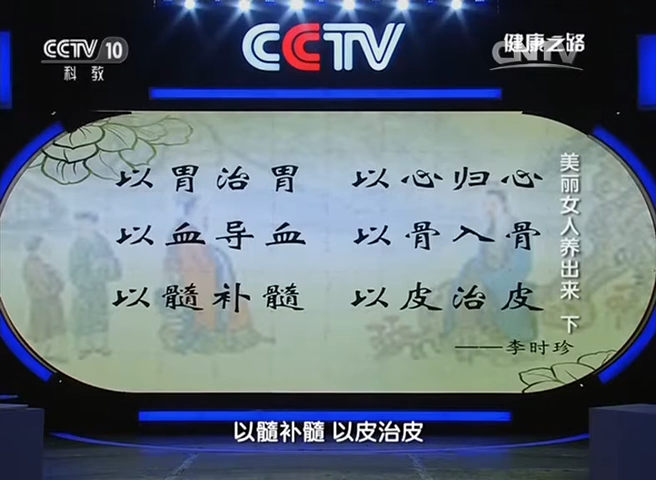 CCTV 10
科教
CCTV
健康之路
CNTV
以胃治胃 以心归心
以血导血 以骨入骨
以髓补髓 以皮治皮
——李时珍
美丽女人养出来 下
以髓补髓 以皮治皮